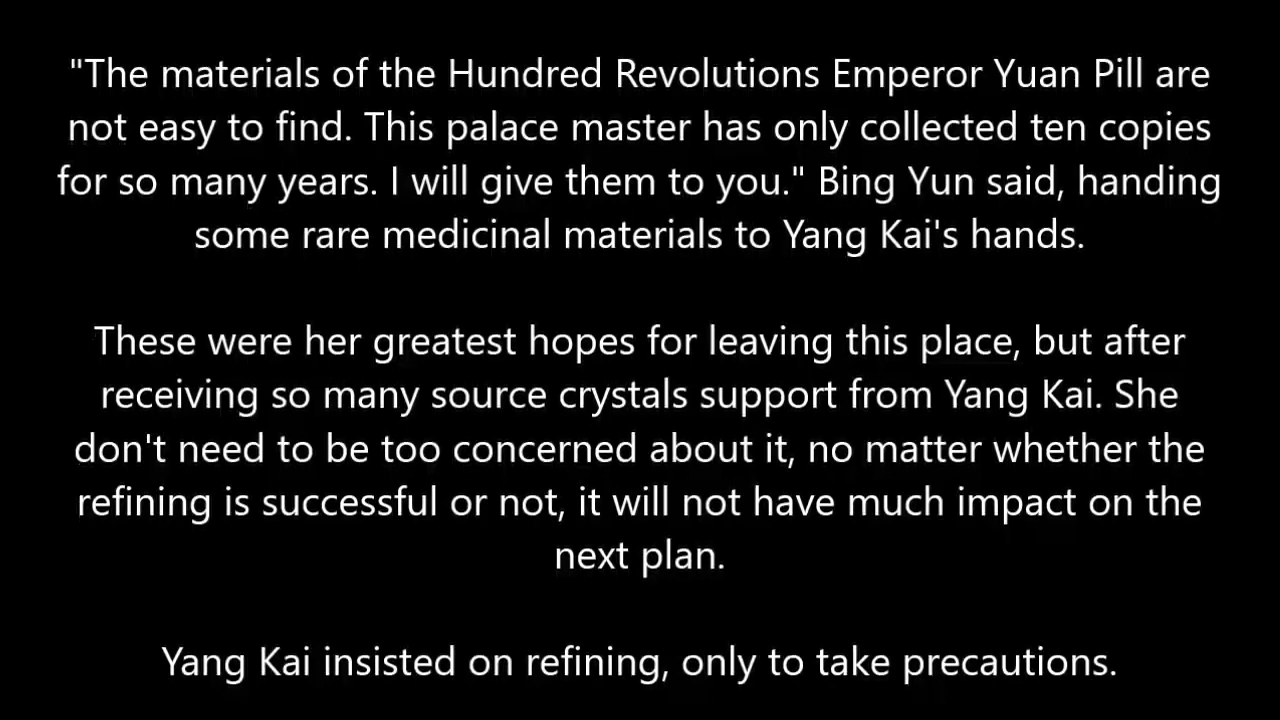 "The materials of the Hundred Revolutions Emperor Yuan Pill are
not easy to find. This palace master has only collected ten copies
for so many years. I will give them to you." Bing Yun said, handing
some rare medicinal materials to Yang Kai's hands.
These were her greatest hopes for leaving this place, but after
receiving so many source crystals support from Yang Kai. She
don't need to be too concerned about it, no matter whether the
refining is successful or not, it will not have much impact on the
next plan.
Yang Kai insisted on refining, only to take precautions.